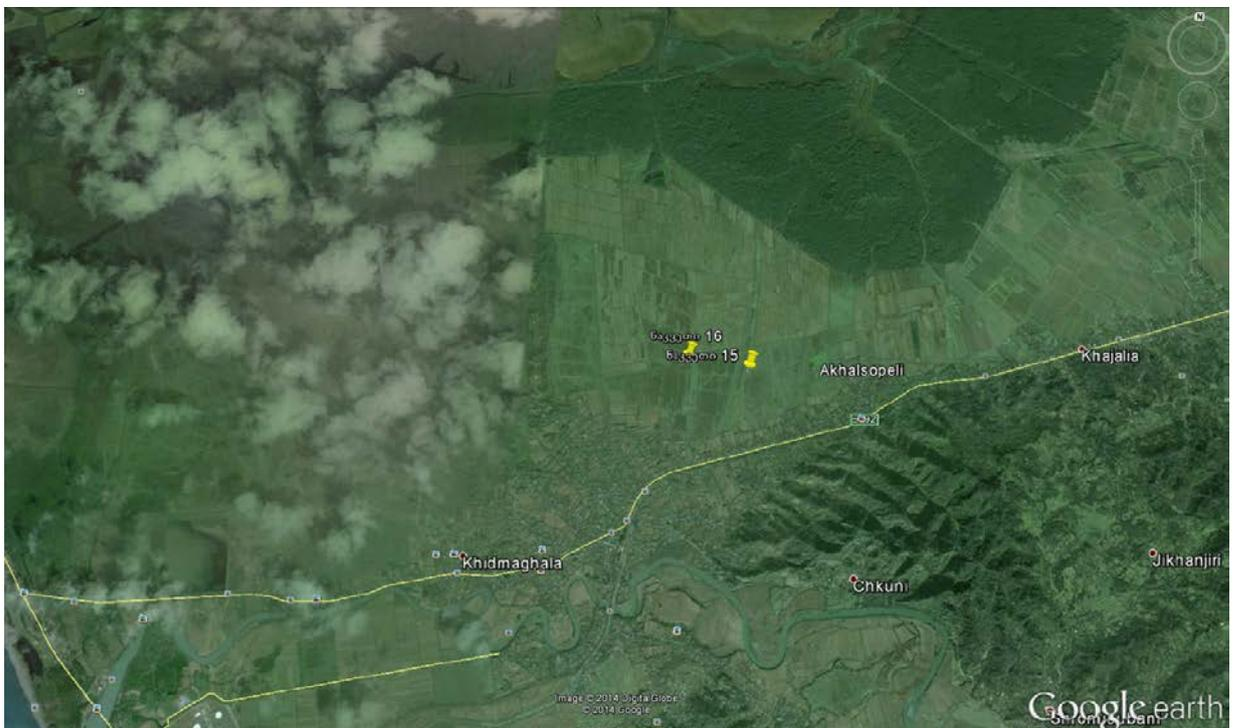 N
ნაკვეთი 16
ნაკვეთი 15
Akhalsopeli
Khajalia
Khidmaghala
Chkuni
Jikhanjiri
Image © 2014 DigitalGlobe
© 2014 Google
Google earth